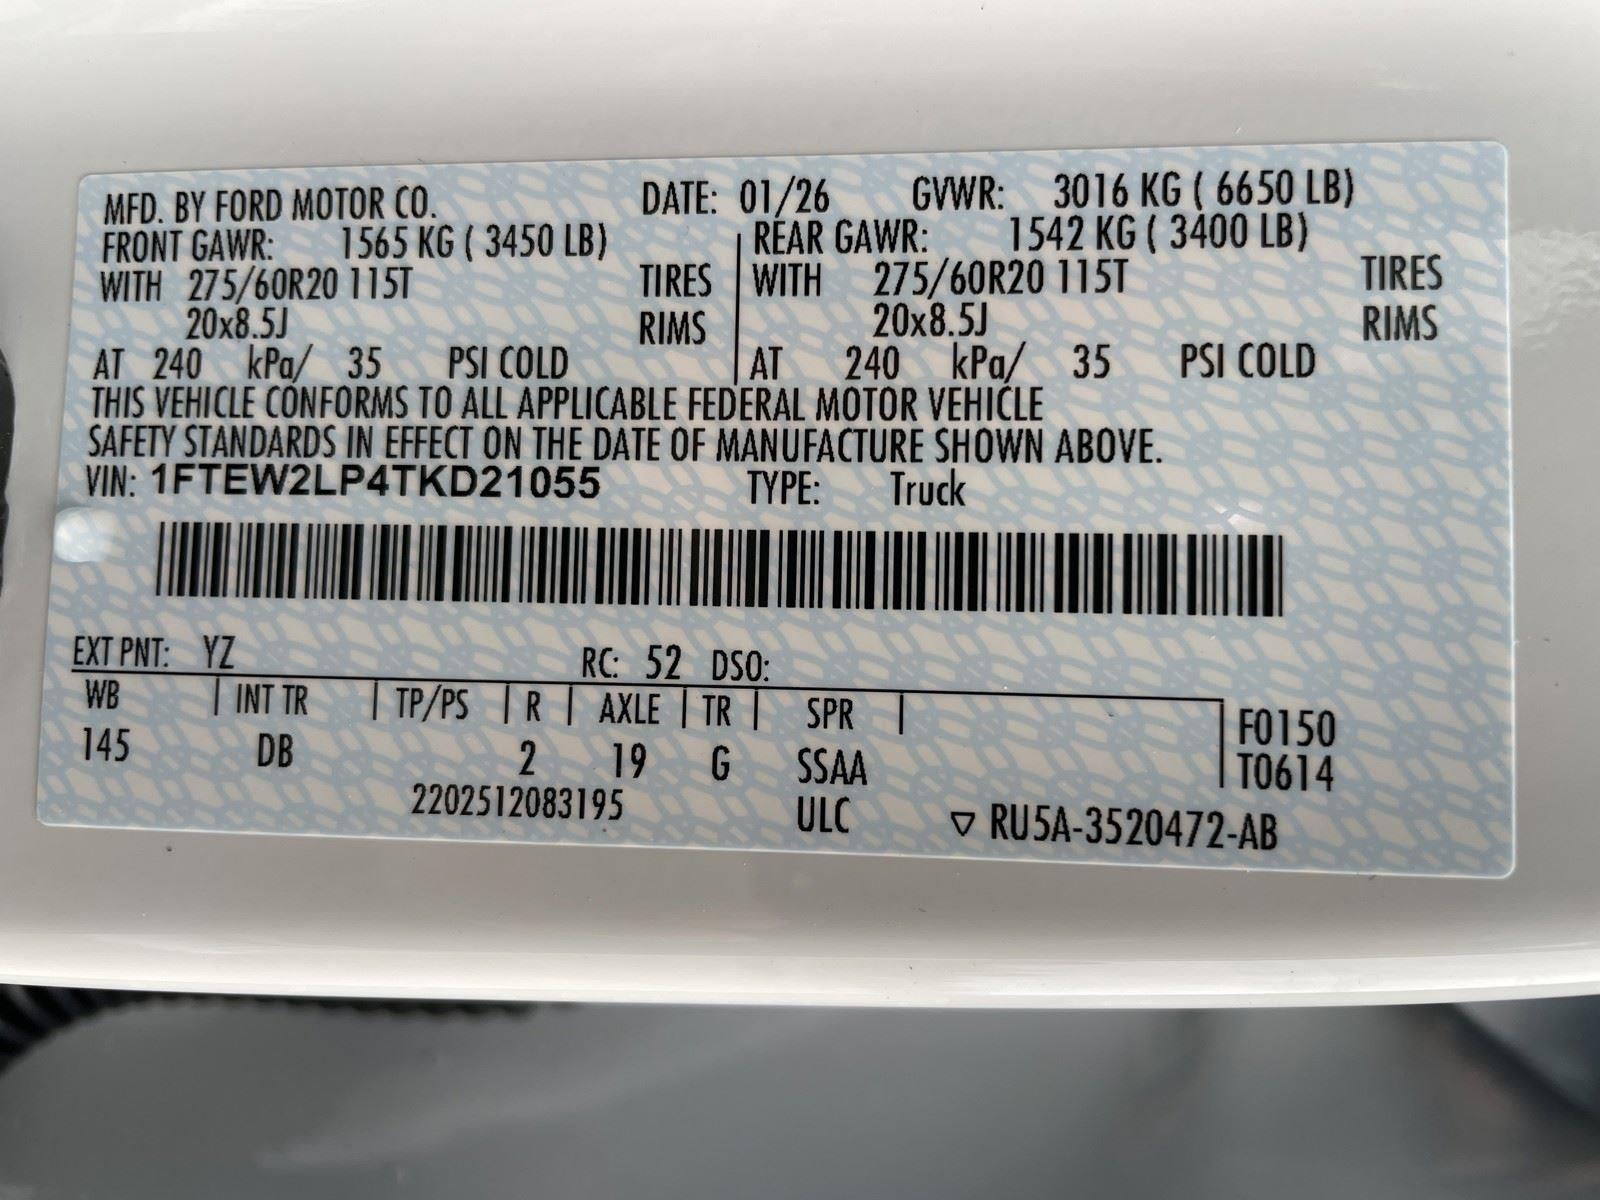 MFD. BY FORD MOTOR CO. DATE: 01/26 GVWR: 3016 KG ( 6650 LB)
FRONT GAWR: 1565 KG ( 3450 LB) REAR GAWR: 1542 KG ( 3400 LB)
WITH 275/60R20 115T TIRES WITH 275/60R20 115T TIRES
20x8.5J RIMS 20x8.5J RIMS
AT 240 kPa/ 35 PSI COLD AT 240 kPa/ 35 PSI COLD
THIS VEHICLE CONFORMS TO ALL APPLICABLE FEDERAL MOTOR VEHICLE
SAFETY STANDARDS IN EFFECT ON THE DATE OF MANUFACTURE SHOWN ABOVE.
VIN: 1FTEW2LP4TKD21055 TYPE: Truck
EXT PNT: YZ RC: 52 DSO:
WB INT TR TP/PS R AXLE TR SPR F0150
145 DB 2 19 G SSAA T0614
2202512083195 ULC ▽ RU5A-3520472-AB